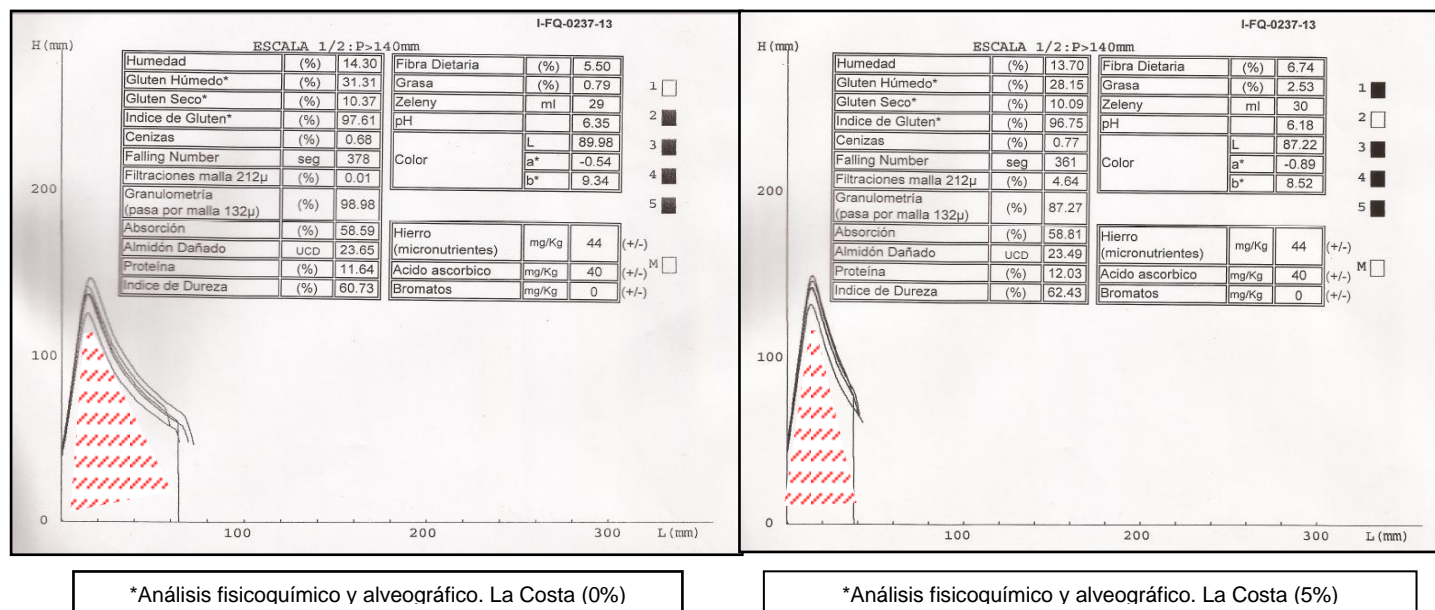 I-FQ-0237-13
H(mm)
ESCALA 1/2:P>140mm
Humedad (%) 14.30 Fibra Dietaria (%) 5.50
Gluten Húmedo* (%) 31.31 Grasa (%) 0.79
Gluten Seco* (%) 10.37 Zeleny ml 29
Indice de Gluten* (%) 97.61 pH 6.35
Cenizas (%) 0.68 Color L 89.98
Falling Number seg 378 a* -0.54
Filtraciones malla 212µ (%) 0.01 b* 9.34
Granulometría
(pasa por malla 132µ) (%) 98.98
Absorción (%) 58.59 Hierro
(micronutrientes) mg/Kg 44 (+/-)
Almidón Dañado UCD 23.65
Proteína (%) 11.64 Acido ascorbico mg/Kg 40 (+/-)
Indice de Dureza (%) 60.73 Bromatos mg/Kg 0 (+/-)
1
2
3
4
5
M
200
100
0
100 200 300 L(mm)
*Análisis fisicoquímico y alveográfico. La Costa (0%)
I-FQ-0237-13
H(mm)
ESCALA 1/2:P>140mm
Humedad (%) 13.70 Fibra Dietaria (%) 6.74
Gluten Húmedo* (%) 28.15 Grasa (%) 2.53
Gluten Seco* (%) 10.09 Zeleny ml 30
Indice de Gluten* (%) 96.75 pH 6.18
Cenizas (%) 0.77 Color L 87.22
Falling Number seg 361 a* -0.89
Filtraciones malla 212µ (%) 4.64 b* 8.52
Granulometría
(pasa por malla 132µ) (%) 87.27
Absorción (%) 58.81 Hierro
(micronutrientes) mg/Kg 44 (+/-)
Almidón Dañado UCD 23.49
Proteína (%) 12.03 Acido ascorbico mg/Kg 40 (+/-)
Indice de Dureza (%) 62.43 Bromatos mg/Kg 0 (+/-)
1
2
3
4
5
M
200
100
0
100 200 300 L(mm)
*Análisis fisicoquímico y alveográfico. La Costa (5%)